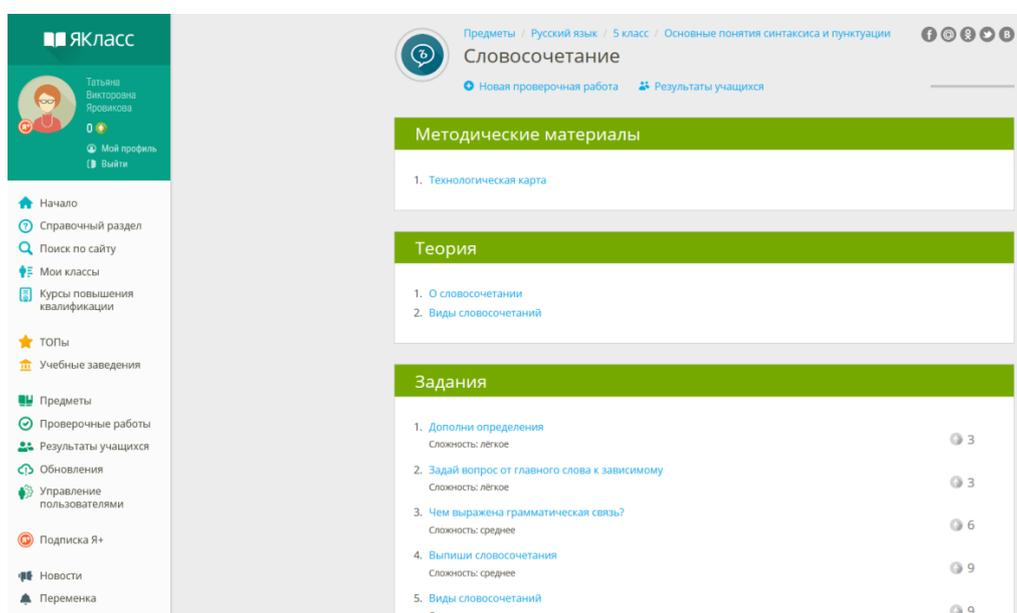 ЯКласс
Татьяна
Викторовна
Яровикова
0
Мой профиль
Выйти
Начало
Справочный раздел
Поиск по сайту
Мои классы
Курсы повышения
квалификации
ТОПы
Учебные заведения
Предметы
Проверочные работы
Результаты учащихся
Обновления
Управление
пользователями
Подписка Я+
Новости
Переменка
Предметы / Русский язык / 5 класс / Основные понятия синтаксиса и пунктуации
Словосочетание
Новая проверочная работа Результаты учащихся
Методические материалы
1. Технологическая карта
Теория
1. О словосочетании
2. Виды словосочетаний
Задания
1. Дополни определения
Сложность: лёгкое
3
2. Задай вопрос от главного слова к зависимому
Сложность: лёгкое
3
3. Чем выражена грамматическая связь?
Сложность: среднее
6
4. Выпиши словосочетания
Сложность: среднее
9
5. Виды словосочетаний
9